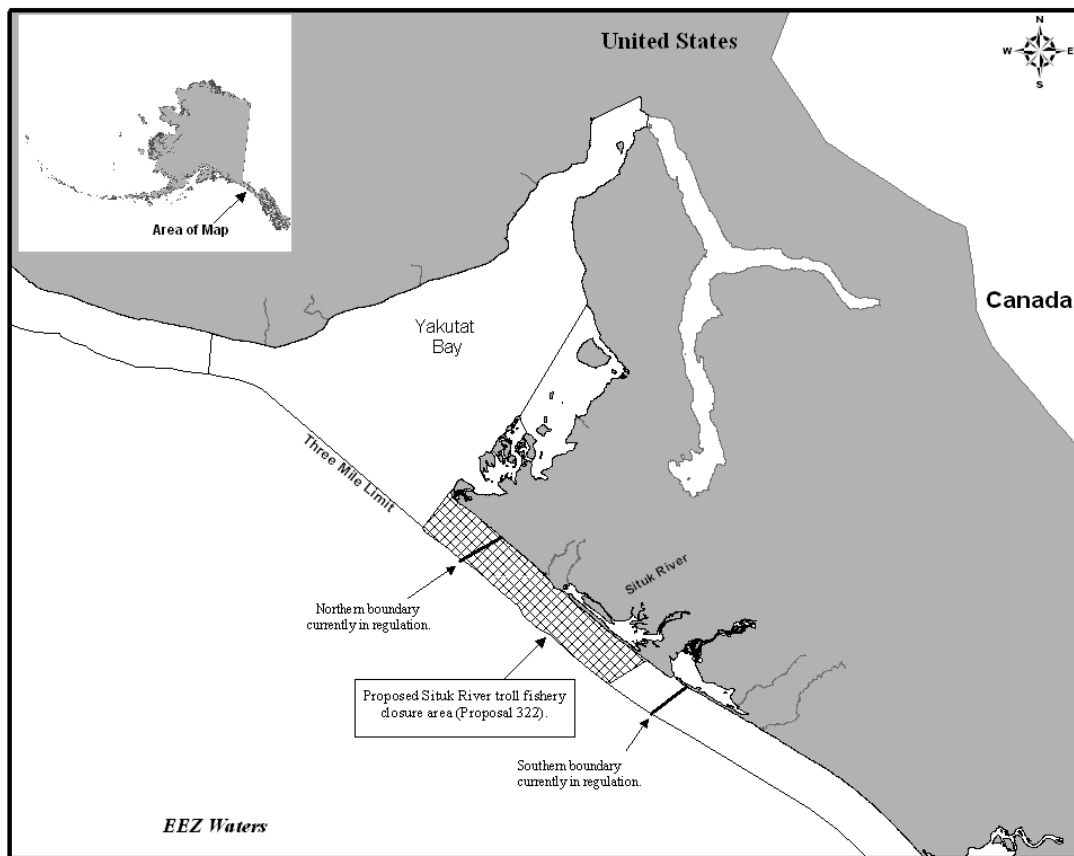 United States
N
W
E
S
Area of Map
Canada
Yakutat
Bay
Three Mile Limit
Situk River
Northern boundary
currently in regulation.
Proposed Situk River troll fishery
closure area (Proposal 322).
Southern boundary
currently in regulation.
EEZ Waters